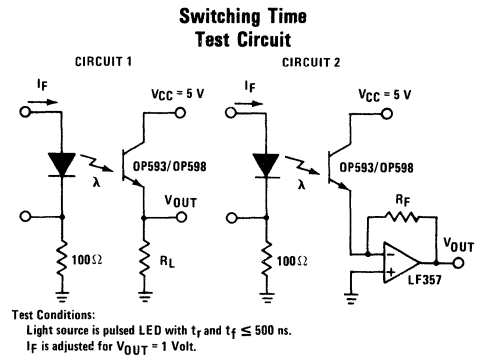 Switching Time
Test Circuit
CIRCUIT 1
CIRCUIT 2
IF
VCC = 5 V
OP593/OP598
λ
VOUT
100Ω
RL
IF
VCC = 5 V
OP593/OP598
λ
RF
VOUT
100Ω
−
+
LF357
Test Conditions:
Light source is pulsed LED with tr and tf ≤ 500 ns.
IF is adjusted for VOUT = 1 Volt.